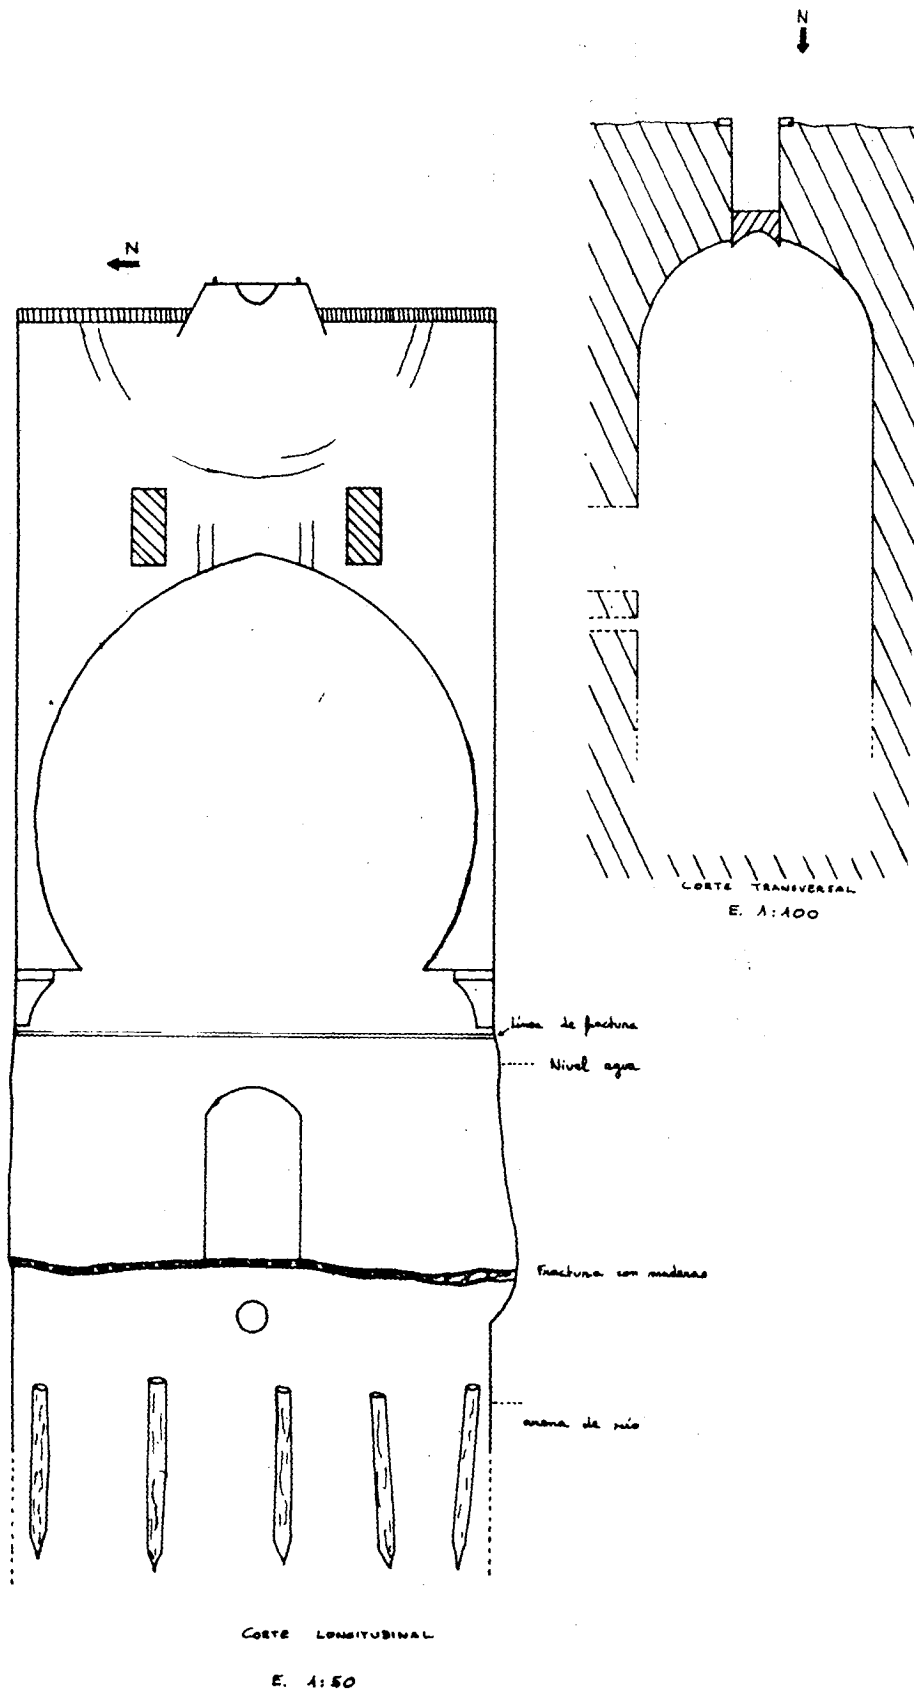 N
N
CORTE TRANSVERSAL
E. 1:100
Línea de fractura
Nivel agua
Fractura con maderas
arena de río
CORTE LONGITUDINAL
E. 1:50